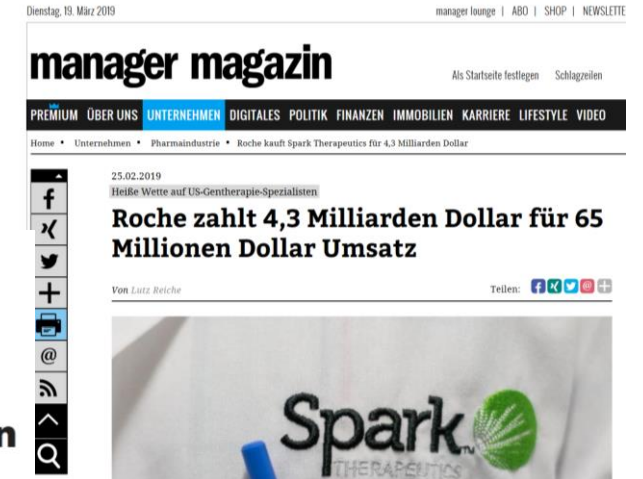 Dienstag, 19. März 2019
manager lounge | ABO | SHOP | NEWSLETTE
manager magazin
Als Startseite festlegen Schlagzeilen
PREMIUM ÜBER UNS UNTERNEHMEN DIGITALES POLITIK FINANZEN IMMOBILIEN KARRIERE LIFESTYLE VIDEO
Home • Unternehmen • Pharmaindustrie • Roche kauft Spark Therapeutics für 4,3 Milliarden Dollar
25.02.2019
Heiße Wette auf US-Gentherapie-Spezialisten
Roche zahlt 4,3 Milliarden Dollar für 65
Millionen Dollar Umsatz
Von Lutz Reiche
Teilen:
Spark
THERAPEUTICS
n